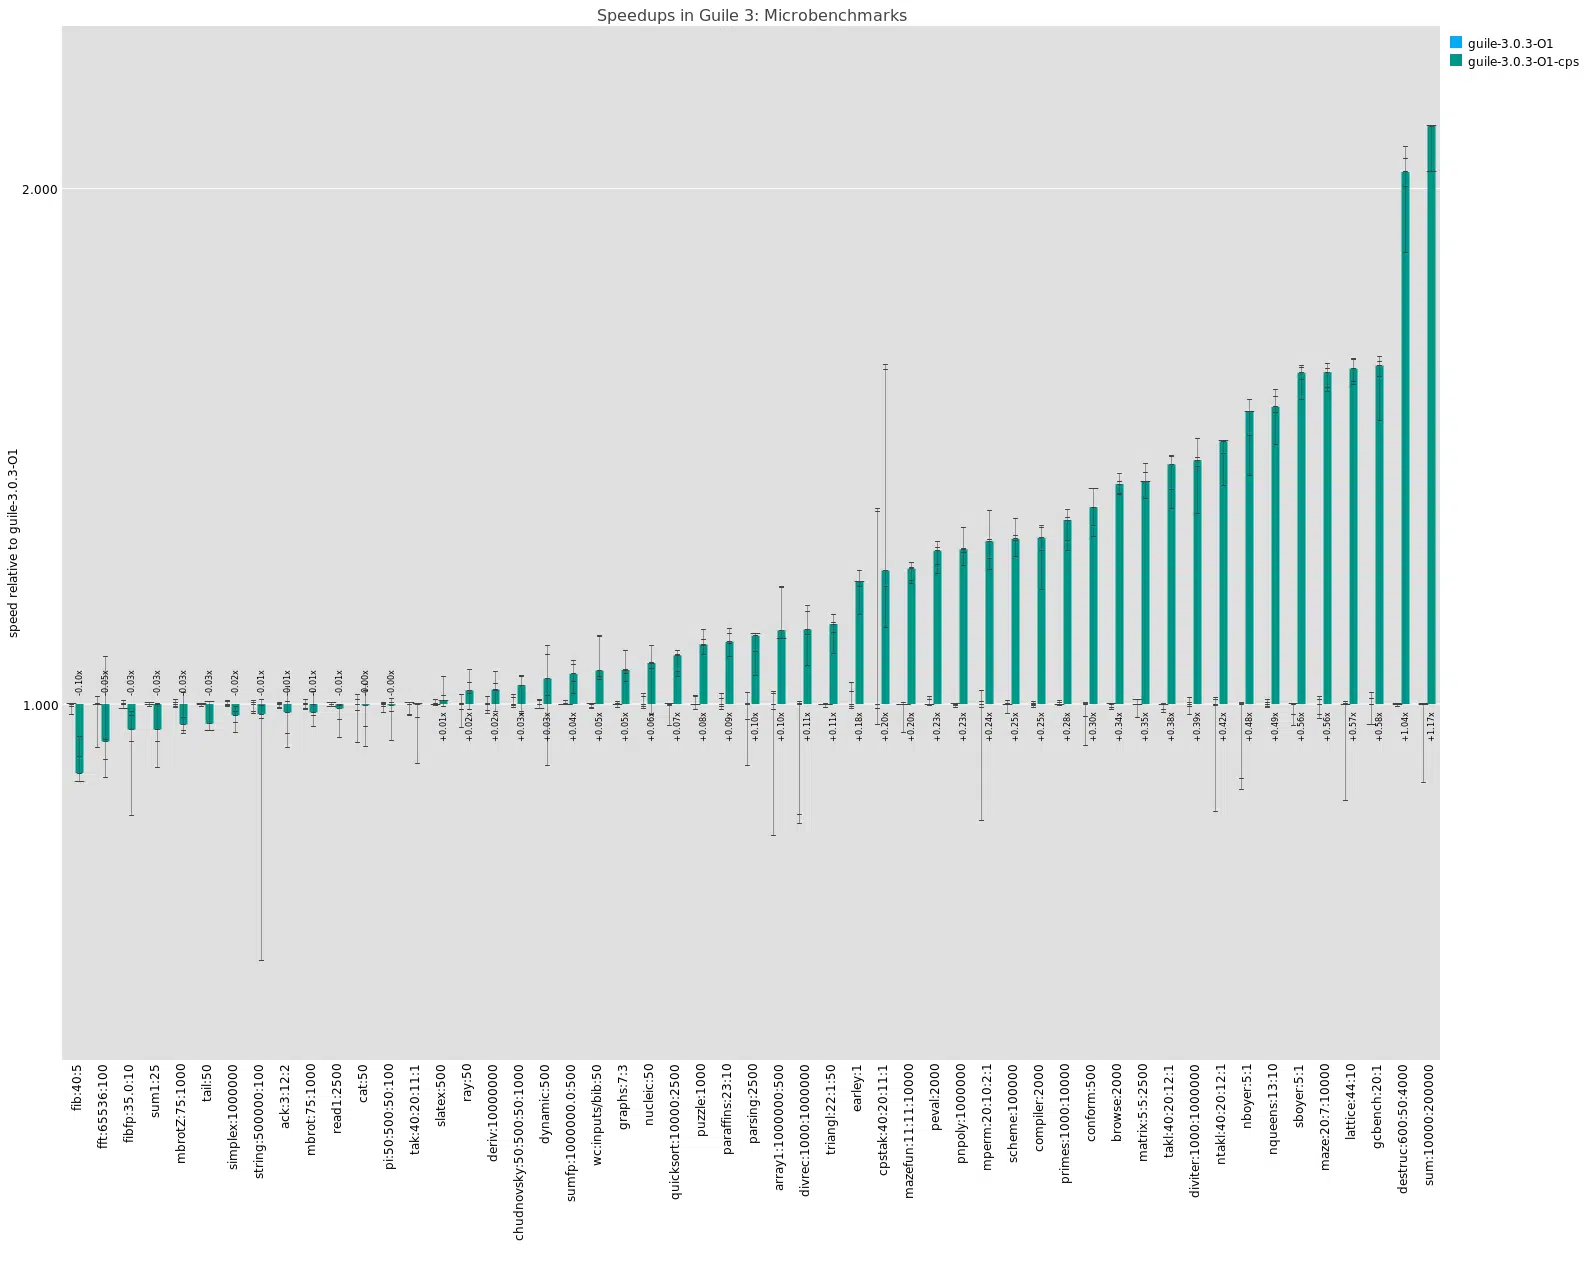 Speedups in Guile 3: Microbenchmarks
guile-3.0.3-O1
guile-3.0.3-O1-cps
speed relative to guile-3.0.3-O1
2.000
1.000
-0.10x
-0.05x
-0.03x
-0.03x
-0.03x
-0.03x
-0.02x
-0.01x
-0.01x
-0.01x
-0.01x
-0.00x
-0.00x
+0.01x
+0.02x
+0.02x
+0.03x
+0.03x
+0.04x
+0.05x
+0.05x
+0.06x
+0.07x
+0.08x
+0.09x
+0.10x
+0.10x
+0.11x
+0.11x
+0.18x
+0.20x
+0.20x
+0.23x
+0.23x
+0.24x
+0.25x
+0.25x
+0.28x
+0.30x
+0.34x
+0.35x
+0.38x
+0.39x
+0.42x
+0.48x
+0.49x
+0.56x
+0.56x
+0.57x
+0.58x
+1.04x
+1.17x
fib:40:5
fft:65536:100
fibfp:35.0:10
sum1:25
mbrotZ:75:1000
tail:50
simplex:1000000
string:500000:100
ack:3:12:2
mbrot:75:1000
read1:2500
cat:50
pi:50:500:50:100
tak:40:20:11:1
slatex:500
ray:50
deriv:10000000
chudnovsky:50:500:50:1000
dynamic:500
sumfp:1000000.0:500
wc:inputs/bib:50
graphs:7:3
nucleic:50
quicksort:10000:2500
puzzle:1000
paraffins:23:10
parsing:2500
array1:1000000:500
divrec:1000:1000000
triangl:22:1:50
earley:1
cpstak:40:20:11:1
mazefun:11:11:10000
peval:2000
pnpoly:1000000
mperm:20:10:2:1
scheme:100000
compiler:2000
primes:1000:10000
conform:500
browse:2000
matrix:5:5:2500
takl:40:20:12:1
diviter:1000:1000000
ntakl:40:20:12:1
nboyer:5:1
nqueens:13:10
sboyer:5:1
maze:20:7:10000
lattice:44:10
gcbench:20:1
destruc:600:50:4000
sum:10000:200000